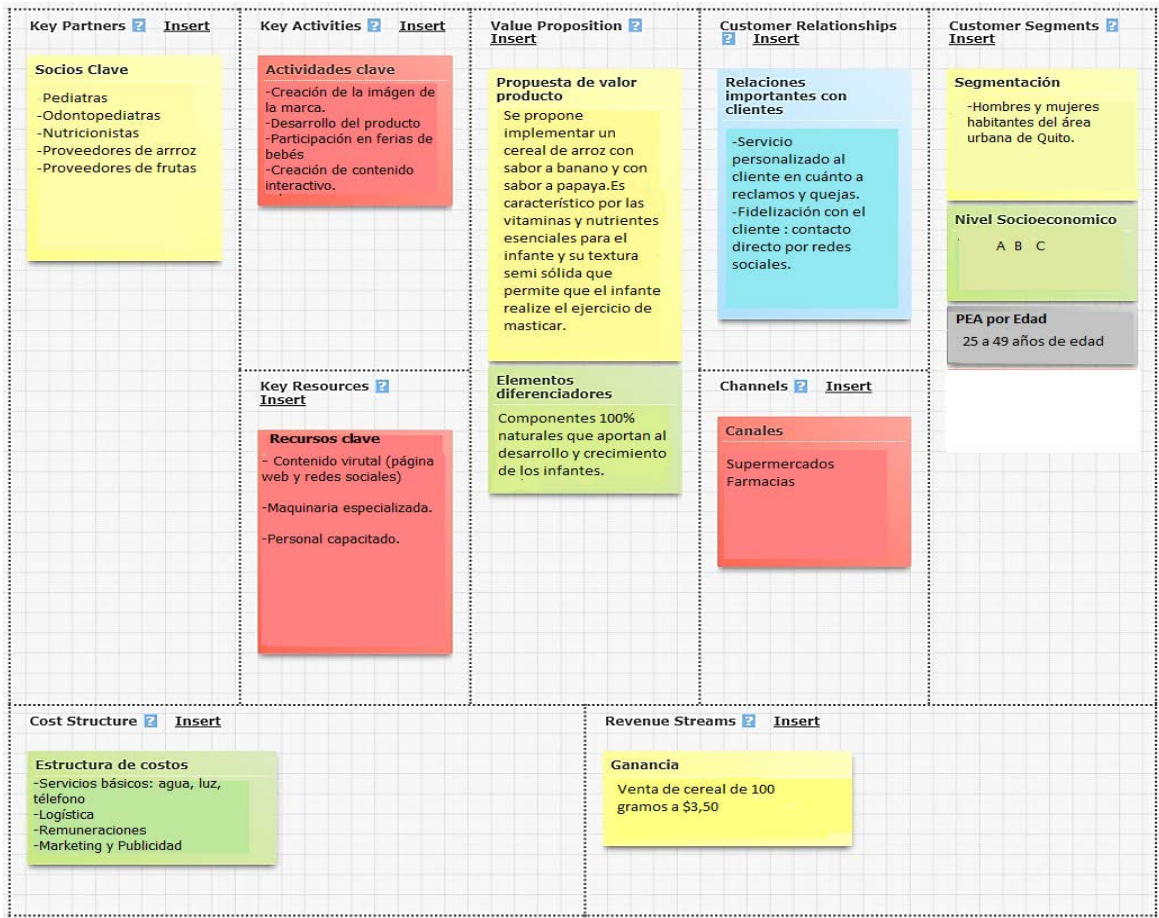 Key Partners ? Insert
Socios Clave
-Pediatras
-Odontopediatras
-Nutricionistas
-Proveedores de arrroz
-Proveedores de frutas
Key Activities ? Insert
Actividades clave
-Creación de la imágen de
la marca.
-Desarrollo del producto
-Participación en ferias de
bebés
-Creación de contenido
interactivo.
Key Resources ?
Insert
Recursos clave
- Contenido virutal (página
web y redes sociales)
-Maquinaria especializada.
-Personal capacitado.
Value Proposition ?
Insert
Propuesta de valor
producto
Se propone
implementar un
cereal de arroz con
sabor a banano y con
sabor a papaya.Es
característico por las
vitaminas y nutrientes
esenciales para el
infante y su textura
semi sólida que
permite que el infante
realize el ejercicio de
masticar.
Elementos
diferenciadores
Componentes 100%
naturales que aportan al
desarrollo y crecimiento
de los infantes.
Customer Relationships
? Insert
Relaciones
importantes con
clientes
-Servicio
personalizado al
cliente en cuánto a
reclamos y quejas.
-Fidelización con el
cliente : contacto
directo por redes
sociales.
Channels ? Insert
Canales
Supermercados
Farmacias
Customer Segments ?
Insert
Segmentación
-Hombres y mujeres
habitantes del área
urbana de Quito.
Nivel Socioeconomico
A B C
PEA por Edad
25 a 49 años de edad
Cost Structure ? Insert
Estructura de costos
-Servicios básicos: agua, luz,
télefono
-Logística
-Remuneraciones
-Marketing y Publicidad
Revenue Streams ? Insert
Ganancia
Venta de cereal de 100
gramos a $3,50